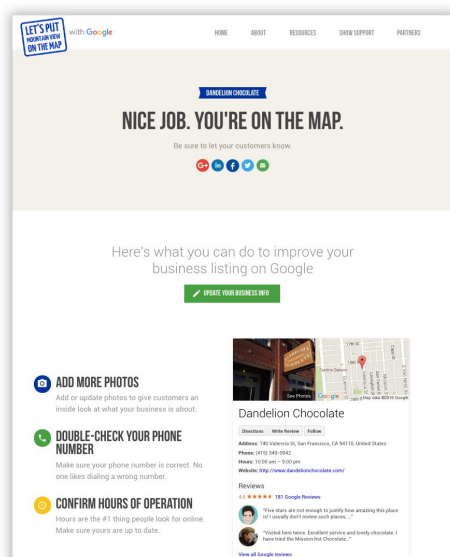 LET'S PUT
MOUNTAIN VIEW
ON THE MAP
with Google
HOME ABOUT RESOURCES SHOW SUPPORT PARTNERS
DANDELION CHOCOLATE
NICE JOB. YOU'RE ON THE MAP.
Be sure to let your customers know.
Here's what you can do to improve your
business listing on Google
UPDATE YOUR BUSINESS INFO
ADD MORE PHOTOS
Add or update photos to give customers an
inside look at what your business is about.
DOUBLE-CHECK YOUR PHONE
NUMBER
Make sure your phone number is correct. No
one likes dialing a wrong number.
CONFIRM HOURS OF OPERATION
Hours are the #1 thing people look for online.
Make sure yours are up to date.
17th St
See Photos
Google
Map data ©2016 Google
Dandelion Chocolate
Directions Write Review Follow
Address: 740 Valencia St, San Francisco, CA 94110, United States
Phone: (415) 349-0942
Hours: 10:00 am – 9:00 pm
Website: http://www.dandelionchocolate.com/
Reviews
4.6 ★★★★★ 181 Google Reviews
"Five stars are not enough to justify how amazing this place
is! I usually don't review such places, ..."
"Visited here twice. Excellent service and lovely chocolate. I
have tried the Mission hot Chocolate..."
View all Google reviews